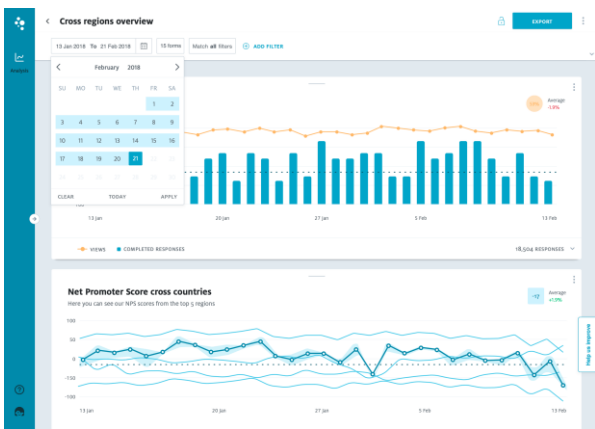 Cross regions overview
EXPORT
13 Jan 2018 To 21 Feb 2018
15 items
Match all filters
ADD FILTER
Analysis
February 2018
SU MO TU WE TH FR SA
1 2
3 4 5 6 7 8 9
10 11 12 13 14 15 16
17 18 19 20 21
CLEAR TODAY APPLY
Average
-1,9%
-100
13 Jan 20 Jan 27 Jan 5 Feb 13 Feb
VIEWS COMPLETED RESPONSES
18,504 RESPONSES
Net Promoter Score cross countries
Here you can see our NPS scores from the top 5 regions
-17
Average
+1,9%
100
50
0
-150
-100
13 Jan 20 Jan 27 Jan 5 Feb 13 Feb
Help us improve